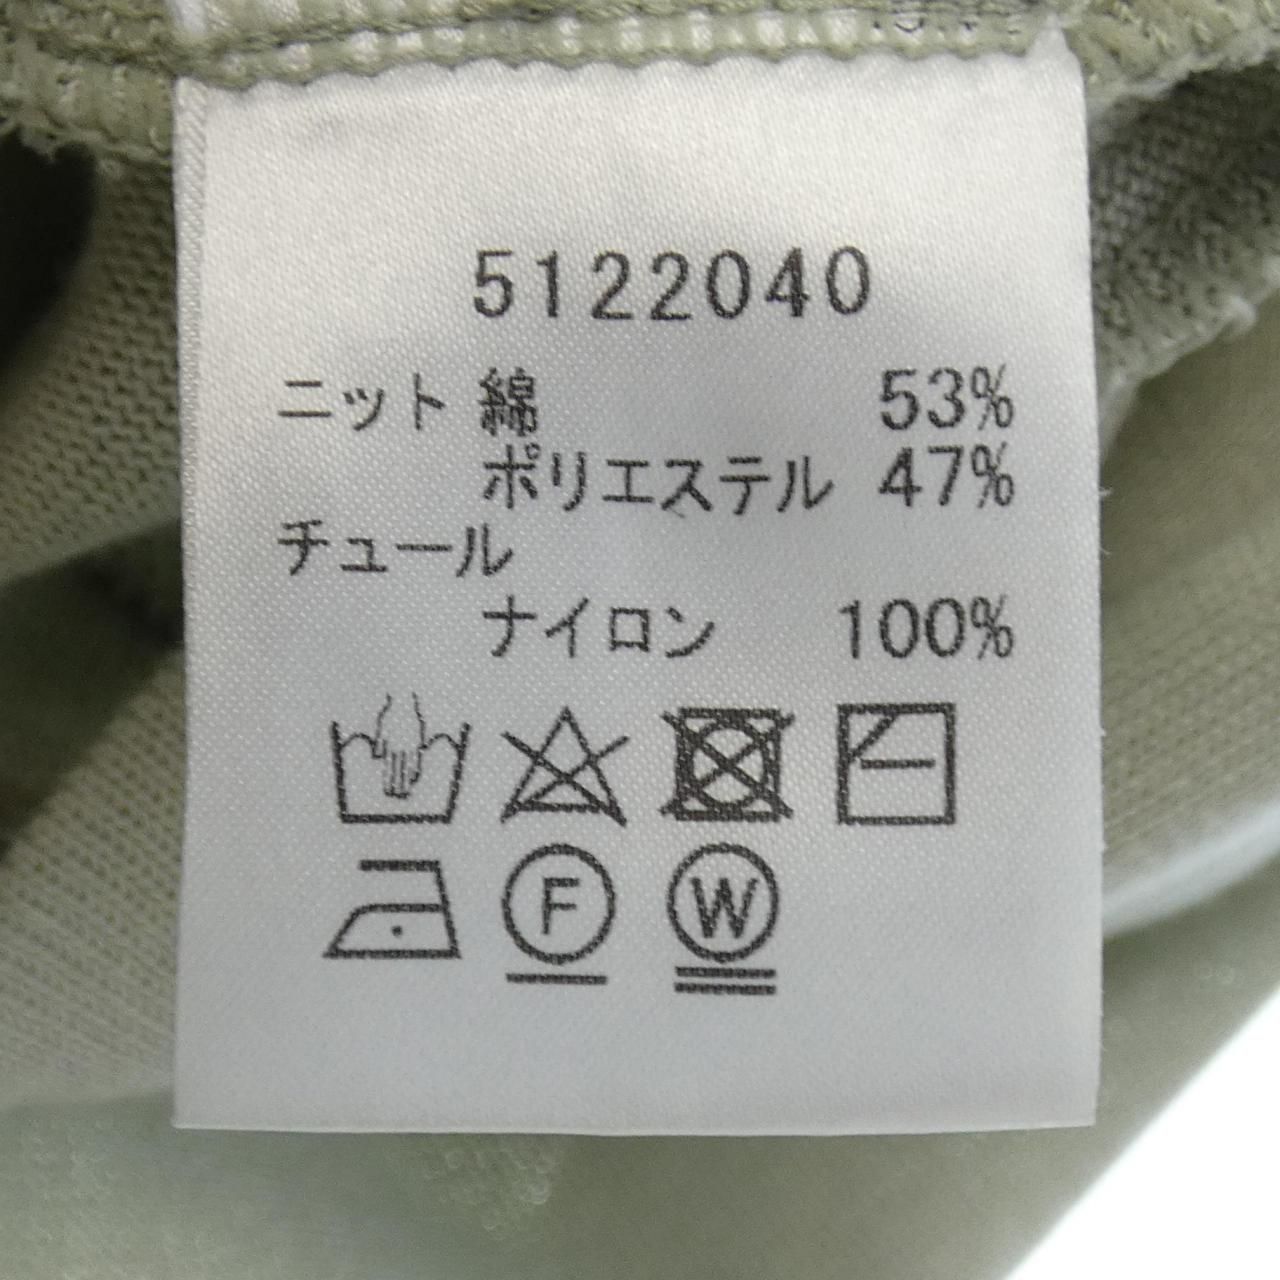 5122040
ニット 綿 53%
ポリエステル 47%
チュール
ナイロン 100%
F W